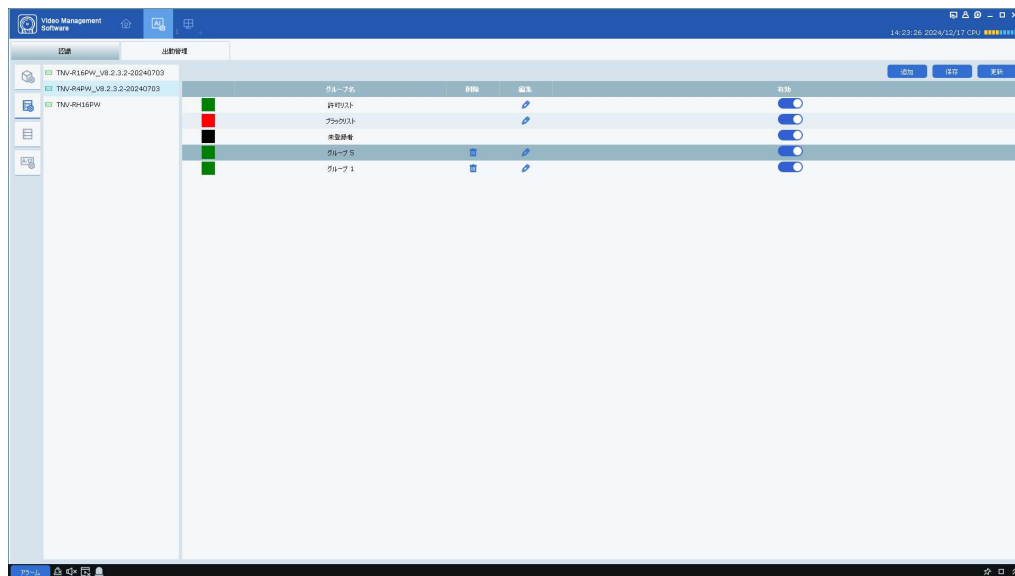 Video Management
Software
AI
14:23:26 2024/12/17 CPU
認識
出勤管理
TNV-R16PW_V8.2.3.2-20240703
TNV-R4PW_V8.2.3.2-20240703
TNV-RH16PW
追加
保存
更新
グループ名
削除
編集
有効
許可リスト
ブラックリスト
未登録者
グループ 5
グループ 1
アラーム